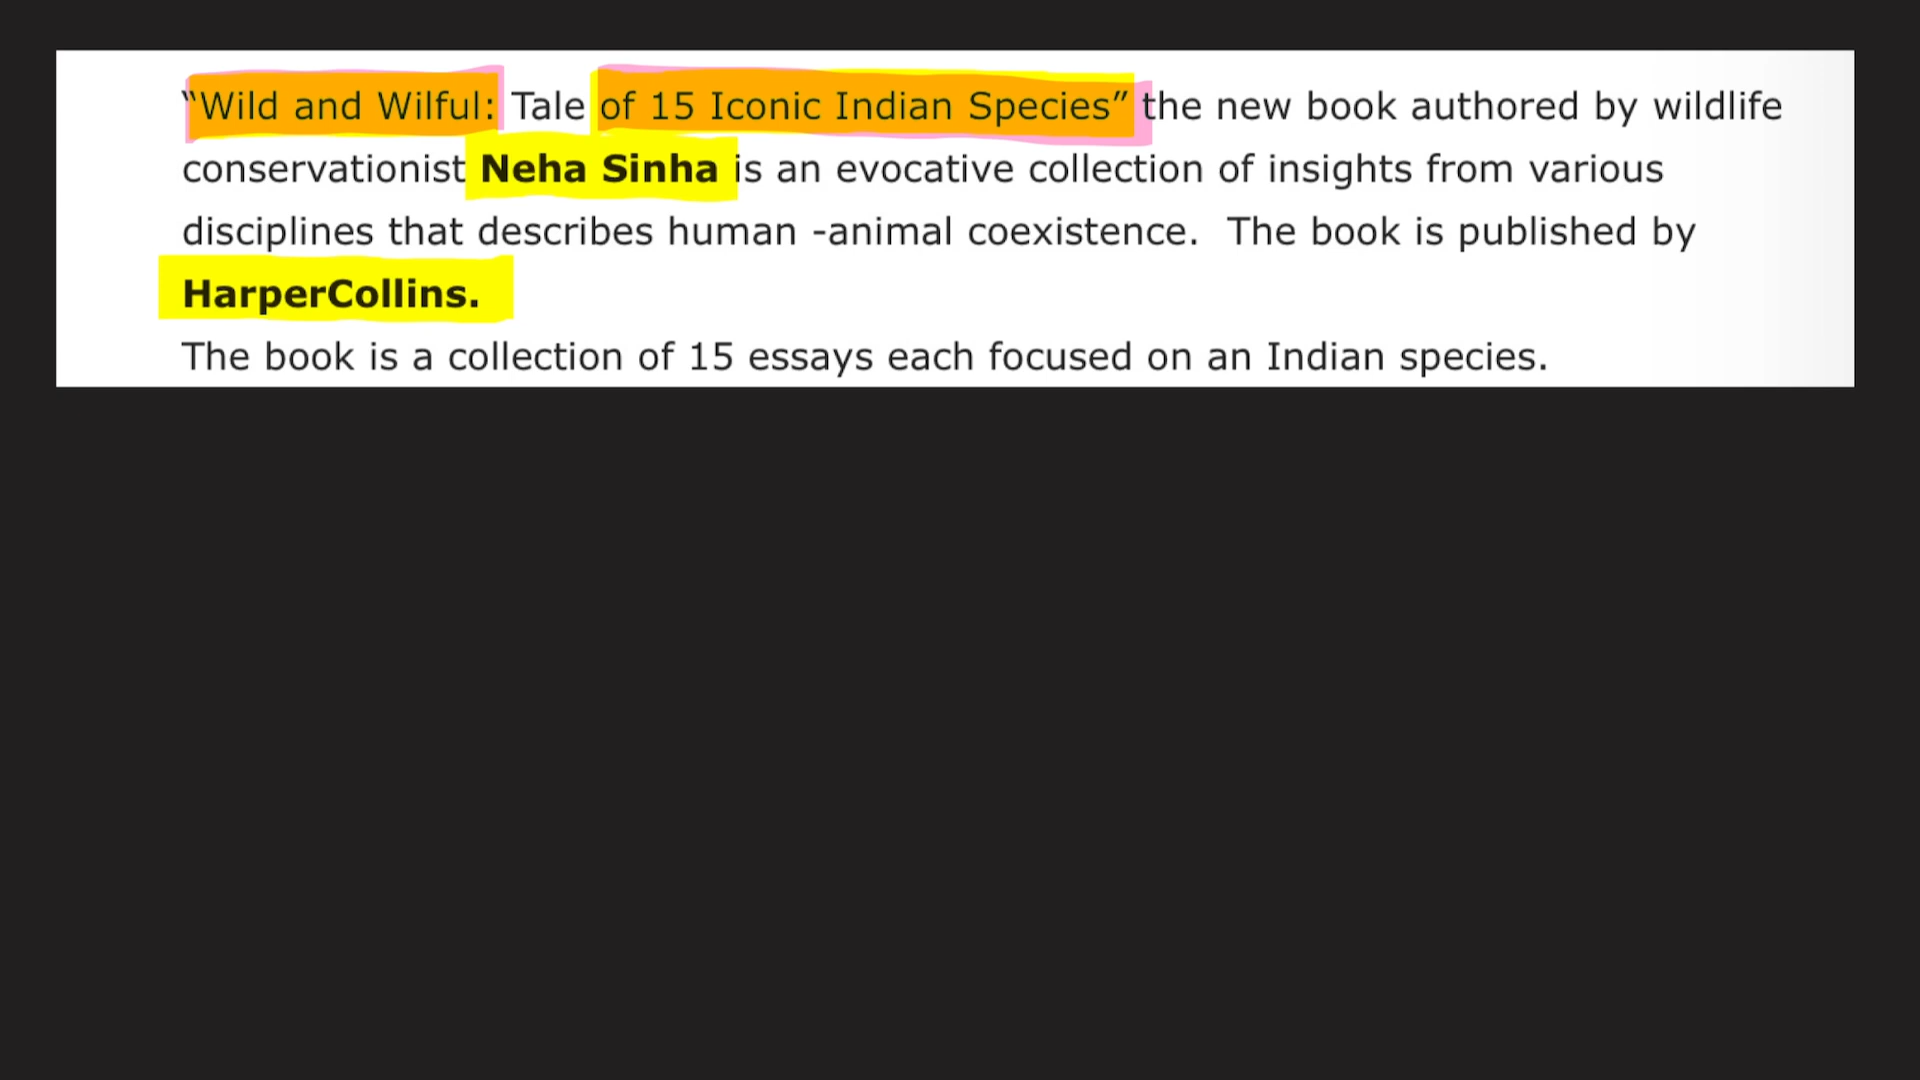 “Wild and Wilful: Tale of 15 Iconic Indian Species” the new book authored by wildlife
conservationist Neha Sinha is an evocative collection of insights from various
disciplines that describes human -animal coexistence. The book is published by
HarperCollins.
The book is a collection of 15 essays each focused on an Indian species.